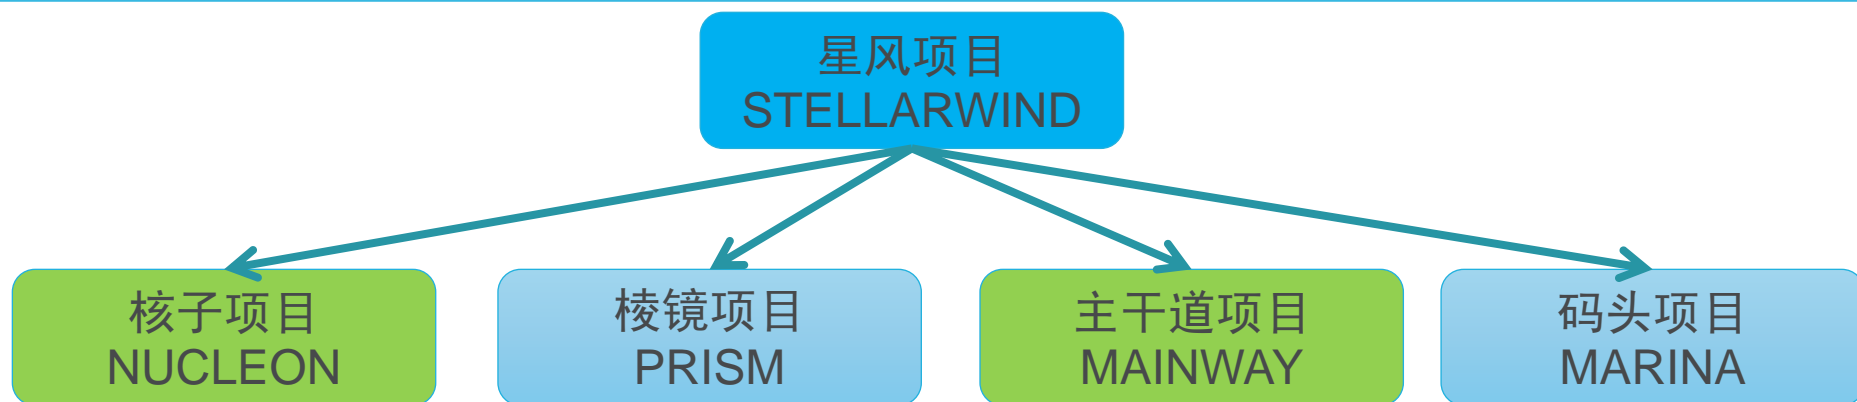 星风项目
STELLARWIND
核子项目
NUCLEON
棱镜项目
PRISM
主干道项目
MAINWAY
码头项目
MARINA